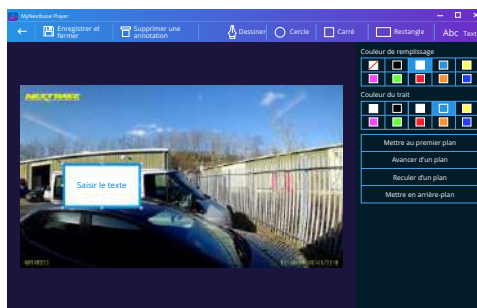 MyNextbase Player
Enregistrer et fermer
Supprimer une annotation
Dessiner
Cercle
Carré
Rectangle
Abc Text
Couleur de remplissage
Couleur du trait
Mettre au premier plan
Avancer d'un plan
Reculer d'un plan
Mettre en arrière-plan
NEXTBASE
Saisir le texte